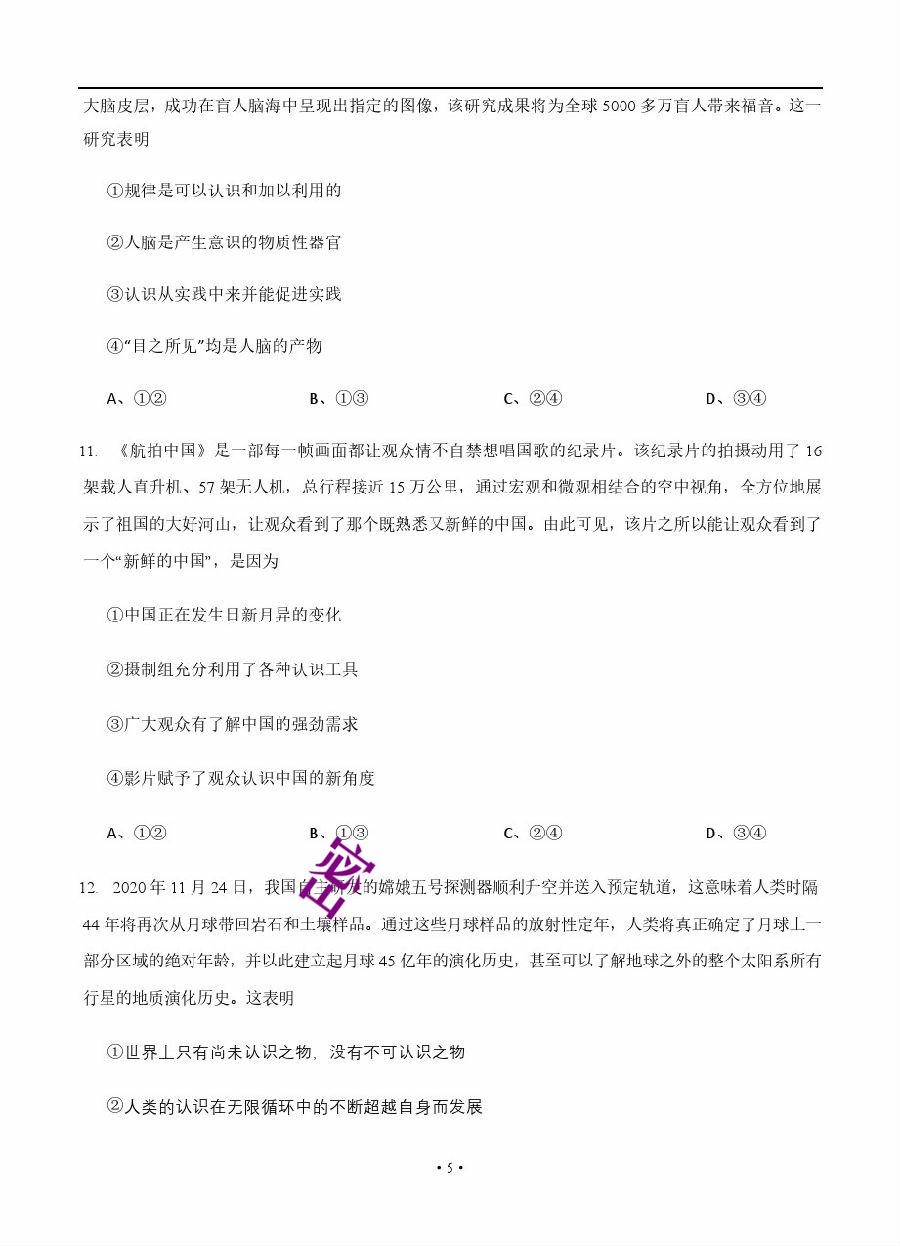 大脑皮层，成功在盲人脑海中呈现出指定的图像，该研究成果将为全球 5000 多万盲人带来福音。这一
研究表明
①规律是可以认识和加以利用的
②人脑是产生意识的物质性器官
③认识从实践中来并能促进实践
④“目之所见”均是人脑的产物
A、①② B、①③ C、②④ D、③④
11. 《航拍中国》是一部每一帧画面都让观众情不自禁想唱国歌的纪录片。该纪录片的拍摄动用了 16
架载人直升机、57 架无人机，总行程接近 15 万公里，通过宏观和微观相结合的空中视角，全方位地展
示了祖国的大好河山，让观众看到了那个既熟悉又新鲜的中国。由此可见，该片之所以能让观众看到了
一个“新鲜的中国”，是因为
①中国正在发生日新月异的变化
②摄制组充分利用了各种认识工具
③广大观众有了解中国的强劲需求
④影片赋予了观众认识中国的新角度
A、①② B、①③ C、②④ D、③④
12. 2020 年 11 月 24 日，我国自主研发的嫦娥五号探测器顺利升空并送入预定轨道，这意味着人类时隔
44 年将再次从月球带回岩石和土壤样品。通过这些月球样品的放射性定年，人类将真正确定了月球上一
部分区域的绝对年龄，并以此建立起月球 45 亿年的演化历史，甚至可以了解地球之外的整个太阳系所有
行星的地质演化历史。这表明
①世界上只有尚未认识之物，没有不可认识之物
②人类的认识在无限循环中的不断超越自身而发展
密
• 5 •